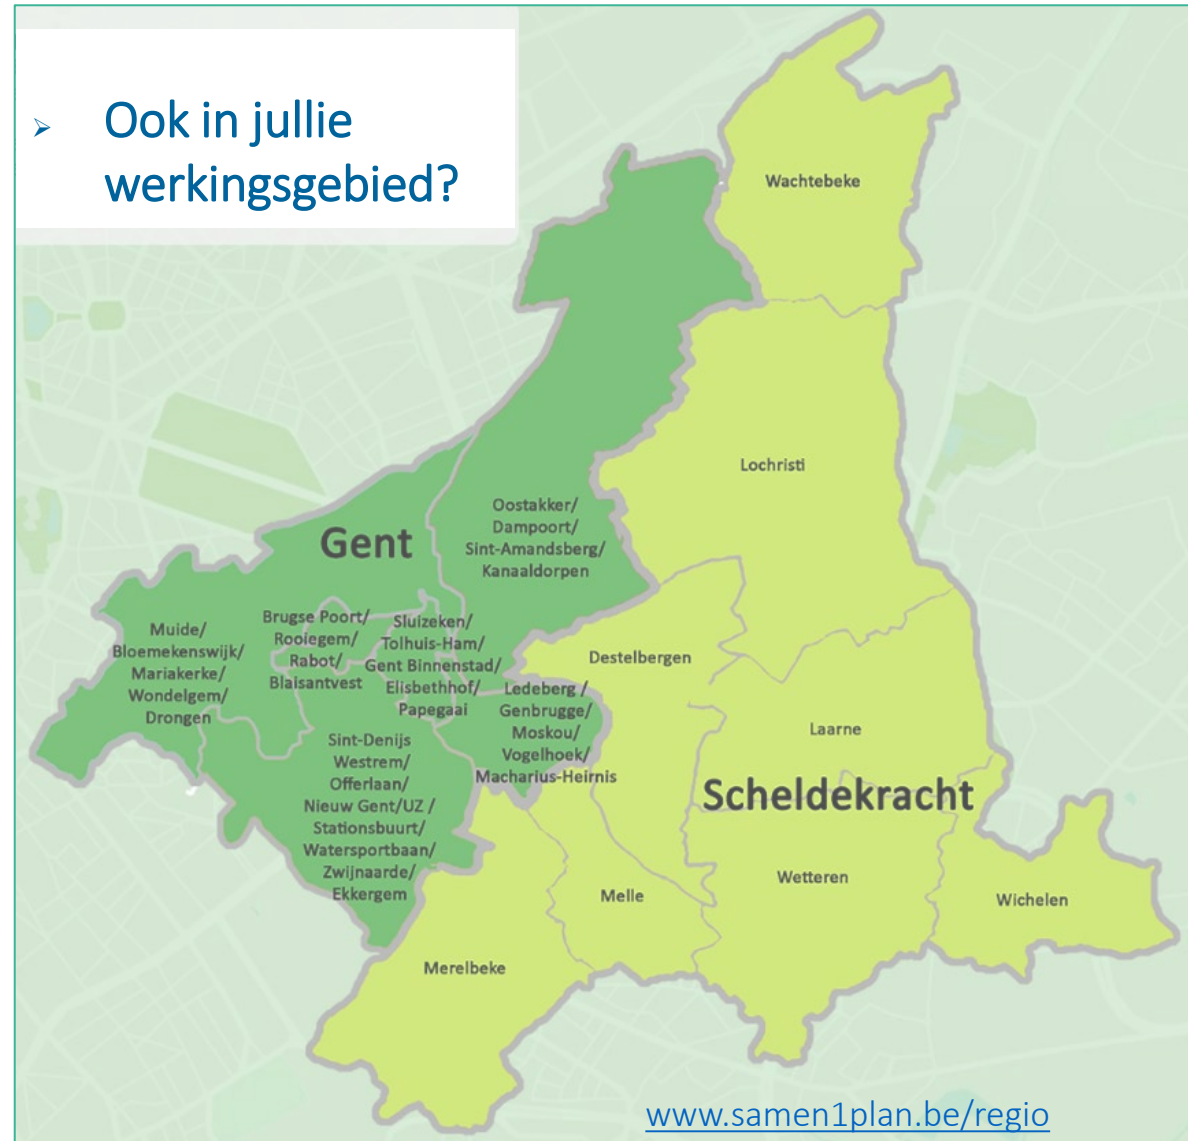 ➢ Ook in jullie
werkingsgebied?
Wachtebeke
Lochristi
Oostakker/
Dampoort/
Sint-Amandsberg/
Kanaaldorpen
Gent
Muide/
Bloemekenswijk/
Mariakerke/
Wondelgem/
Drongen
Brugse Poort/
Rooiegem/
Rabot/
Blaisantvest
Sluizeken/
Tolhuis-Ham/
Gent Binnenstad/
Elisbethhof/
Papegaai
Ledeberg /
Genbrugge/
Moskou/
Vogelhoek/
Macharius-Heirnis
Sint-Denijs
Westrem/
Offerlaan/
Nieuw Gent/UZ /
Stationsbuurt/
Watersportbaan/
Zwijnaarde/
Ekkergem
Destelbergen
Laarne
Scheldekracht
Wetteren
Melle
Wichelen
Merelbeke
www.samen1plan.be/regio